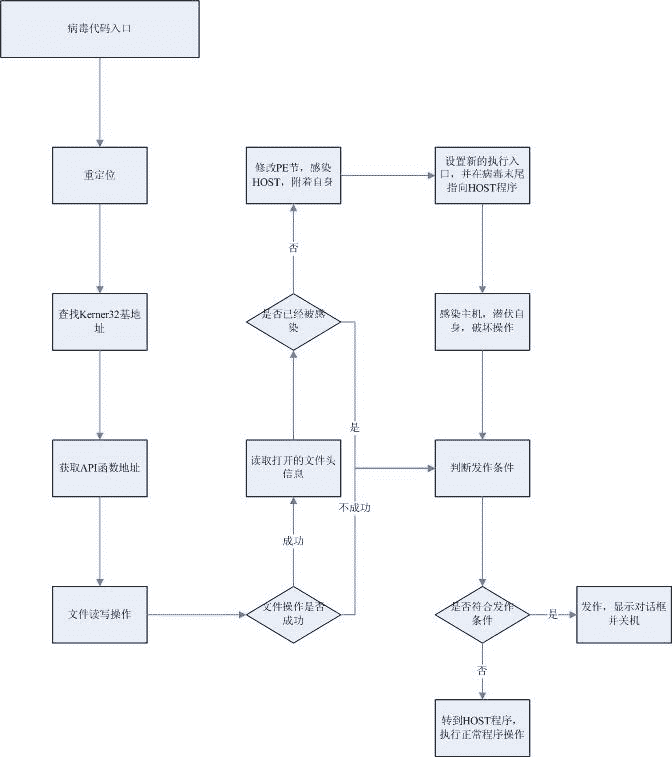 病毒代码入口
重定位
查找Kerner32基地
址
获取API函数地址
文件读写操作
文件操作是否
成功
成功
不成功
读取打开的文件头
信息
是否已经被感
染
是
否
修改PE节，感染
HOST，附着自身
设置新的执行入
口，并在病毒末尾
指向HOST程序
感染主机，潜伏自
身，破坏操作
判断发作条件
是否符合发作
条件
是
发作，显示对话框
并关机
否
转到HOST程序，
执行正常程序操作